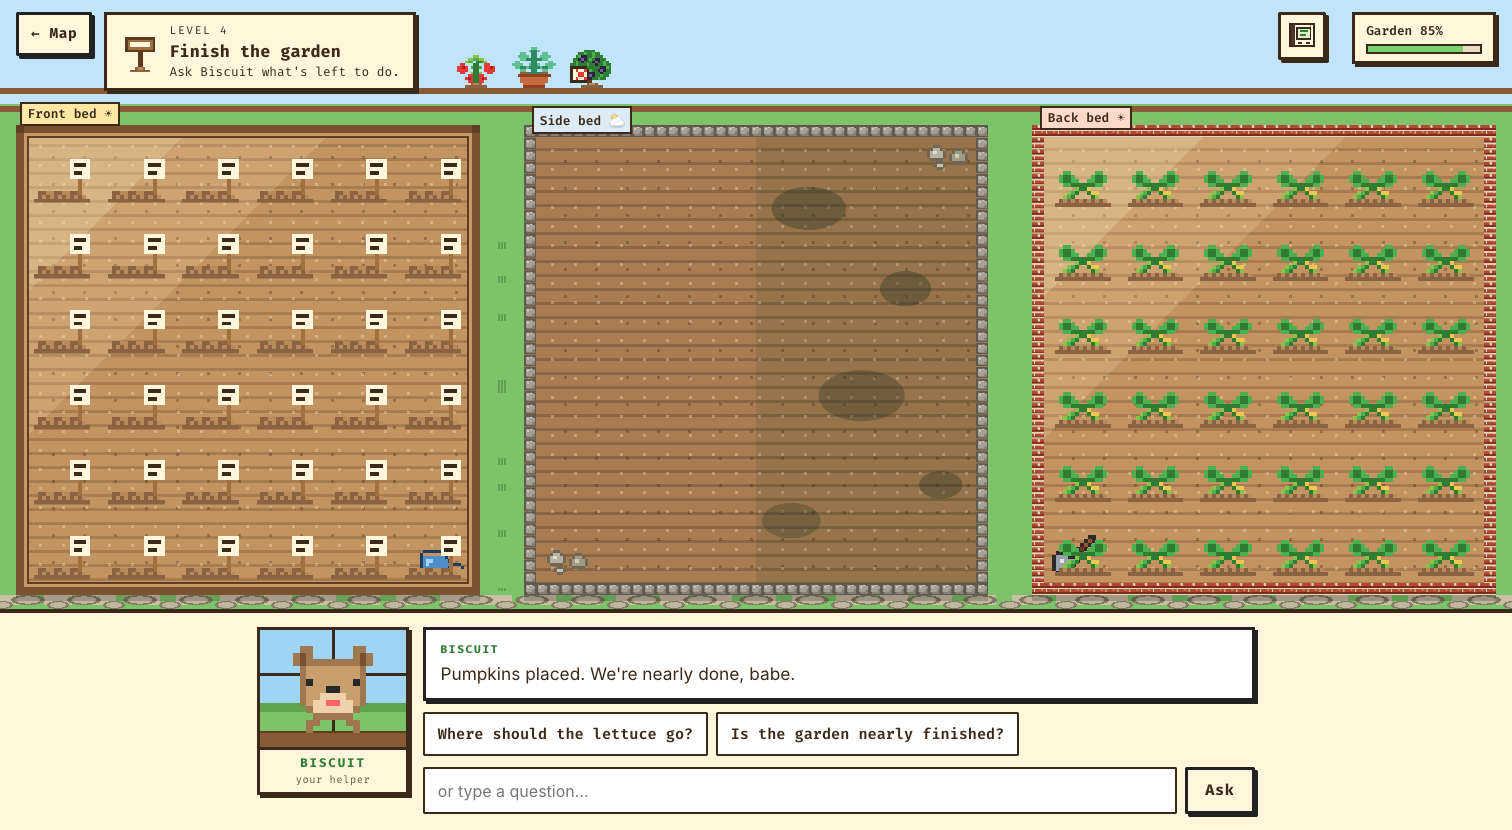 ← Map
LEVEL 4
Finish the garden
Ask Biscuit what's left to do.
Garden 85%
Front bed ☀
Side bed ⛅
Back bed ☀
BISCUIT
your helper
BISCUIT
Pumpkins placed. We're nearly done, babe.
Where should the lettuce go?
Is the garden nearly finished?
or type a question...
Ask